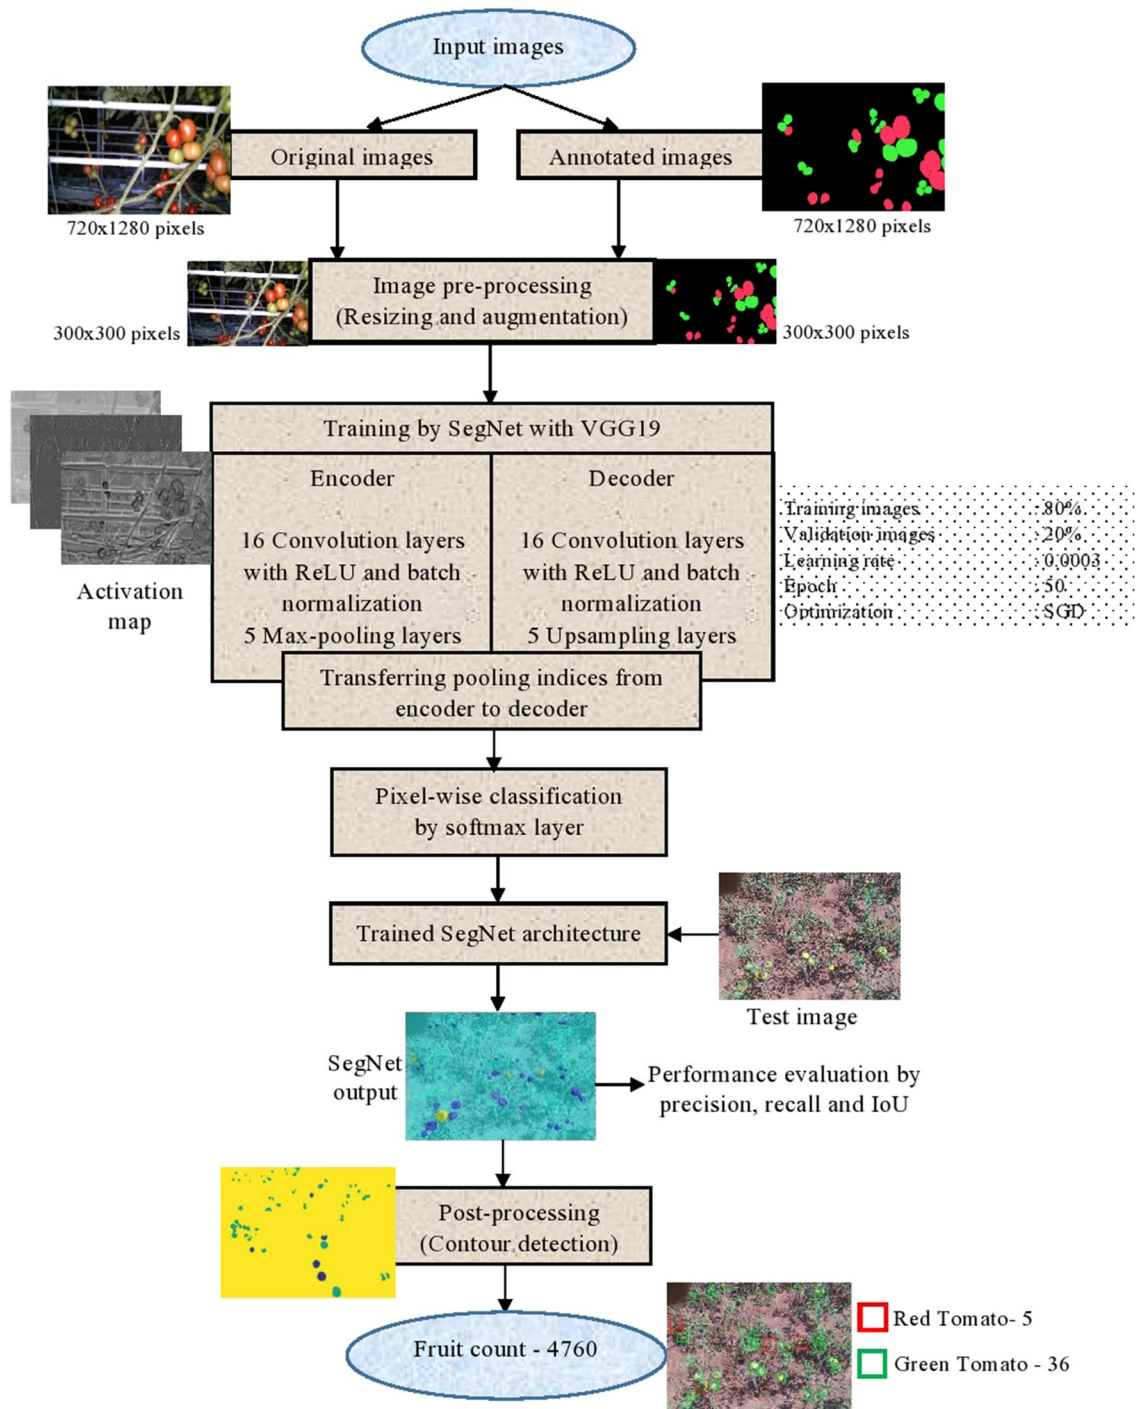 Input images
Original images
Annotated images
720x1280 pixels
720x1280 pixels
Image pre-processing
(Resizing and augmentation)
300x300 pixels
300x300 pixels
Training by SegNet with VGG19
Encoder
16 Convolution layers
with ReLU and batch
normalization
5 Max-pooling layers
Decoder
16 Convolution layers
with ReLU and batch
normalization
5 Upsampling layers
Activation
map
Training images : 80%
Validation images : 20%
Learning rate : 0.0003
Epoch : 50
Optimization : SGD
Transferring pooling indices from
encoder to decoder
Pixel-wise classification
by softmax layer
Trained SegNet architecture
Test image
SegNet
output
Performance evaluation by
precision, recall and IoU
Post-processing
(Contour detection)
Fruit count - 4760
Red Tomato- 5
Green Tomato - 36